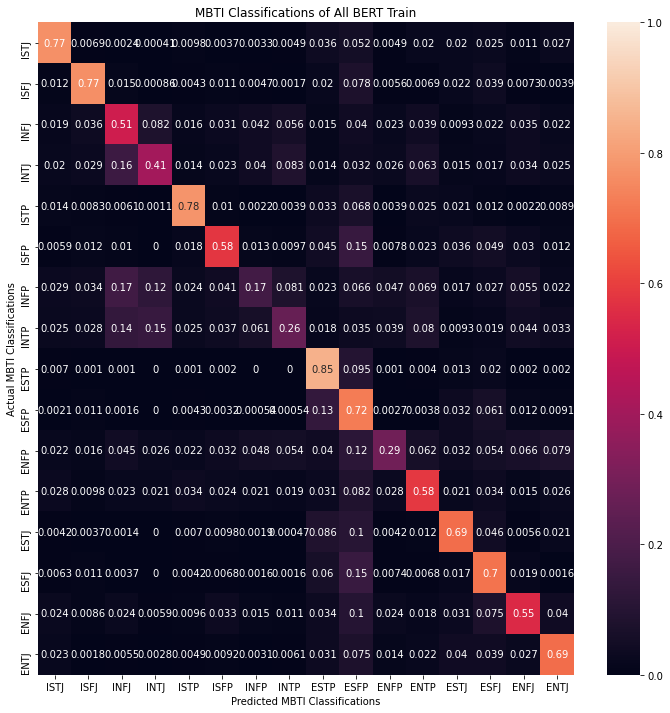 MBTI Classifications of All BERT Train
ISTJ 0.77 0.0069 0.0024 0.00041 0.0098 0.0037 0.0033 0.0049 0.036 0.052 0.0049 0.02 0.02 0.025 0.011 0.027
ISFJ 0.012 0.77 0.015 0.00086 0.0043 0.011 0.0047 0.0017 0.02 0.078 0.0056 0.0069 0.022 0.039 0.0073 0.0039
INFJ 0.019 0.036 0.51 0.082 0.016 0.031 0.042 0.056 0.015 0.04 0.023 0.039 0.0093 0.022 0.035 0.022
INTJ 0.02 0.029 0.16 0.41 0.014 0.023 0.04 0.083 0.014 0.032 0.026 0.063 0.015 0.017 0.034 0.025
ISTP 0.014 0.0083 0.0061 0.0011 0.78 0.01 0.0022 0.0039 0.033 0.068 0.0039 0.025 0.021 0.012 0.0022 0.0089
ISFP 0.0059 0.012 0.01 0 0.018 0.58 0.013 0.0097 0.045 0.15 0.0078 0.023 0.036 0.049 0.03 0.012
INFP 0.029 0.034 0.17 0.12 0.024 0.041 0.17 0.081 0.023 0.066 0.047 0.069 0.017 0.027 0.055 0.022
INTP 0.025 0.028 0.14 0.15 0.025 0.037 0.061 0.26 0.018 0.035 0.039 0.08 0.0093 0.019 0.044 0.033
ESTP 0.007 0.001 0.001 0 0.001 0.002 0 0 0.85 0.095 0.001 0.004 0.013 0.02 0.002 0.002
ESFP 0.0021 0.011 0.0016 0 0.0043 0.0032 0.00054 0.00054 0.13 0.72 0.0027 0.0038 0.032 0.061 0.012 0.0091
ENFP 0.022 0.016 0.045 0.026 0.022 0.032 0.048 0.054 0.04 0.12 0.29 0.062 0.032 0.054 0.066 0.079
ENTP 0.028 0.0098 0.023 0.021 0.034 0.024 0.021 0.019 0.031 0.082 0.028 0.58 0.021 0.034 0.015 0.026
ESTJ 0.0042 0.0037 0.0014 0 0.007 0.0098 0.0019 0.00047 0.086 0.1 0.0042 0.012 0.69 0.046 0.0056 0.021
ESFJ 0.0063 0.011 0.0037 0 0.0042 0.0068 0.0016 0.0016 0.06 0.15 0.0074 0.0068 0.017 0.7 0.019 0.0016
ENFJ 0.024 0.0086 0.024 0.0059 0.0096 0.033 0.015 0.011 0.034 0.1 0.024 0.018 0.031 0.075 0.55 0.04
ENTJ 0.023 0.0018 0.0055 0.0028 0.0049 0.0092 0.0031 0.0061 0.031 0.075 0.014 0.022 0.04 0.039 0.027 0.69
ISTJ ISFJ INFJ INTJ ISTP ISFP INFP INTP ESTP ESFP ENFP ENTP ESTJ ESFJ ENFJ ENTJ
Predicted MBTI Classifications
Actual MBTI Classifications
1.0
0.8
0.6
0.4
0.2
0.0